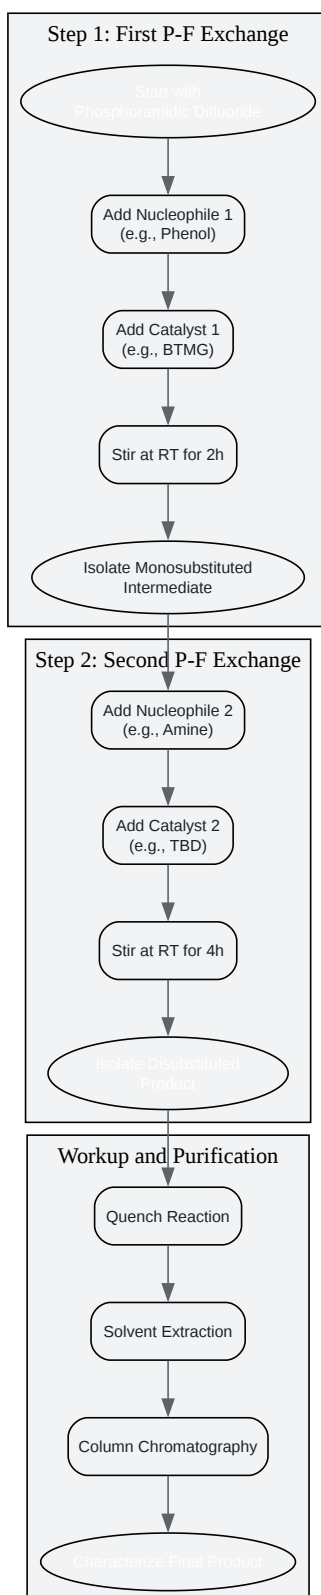 Step 1: First P-F Exchange
Start with
Phosphoramidic Difluoride
Add Nucleophile 1
(e.g., Phenol)
Add Catalyst 1
(e.g., BTMG)
Stir at RT for 2h
Isolate Monosubstituted
Intermediate
Step 2: Second P-F Exchange
Add Nucleophile 2
(e.g., Amine)
Add Catalyst 2
(e.g., TBD)
Stir at RT for 4h
Isolate Disubstituted
Product
Workup and Purification
Quench Reaction
Solvent Extraction
Column Chromatography
Characterize Final Product